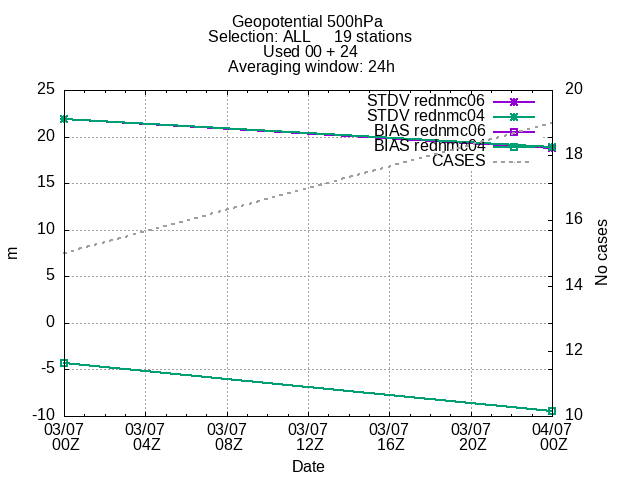 Geopotential 500hPa
Selection: ALL 19 stations
Used 00 + 24
Averaging window: 24h
25 20
STDV rednmc06
STDV rednmc04
20
BIAS rednmc06
BIAS rednmc04
18
CASES
15
16
10
m
No cases
5
14
0
12
-5
-10 10
03/07 03/07 03/07 03/07 03/07 03/07 04/07
00Z 04Z 08Z 12Z 16Z 20Z 00Z
Date